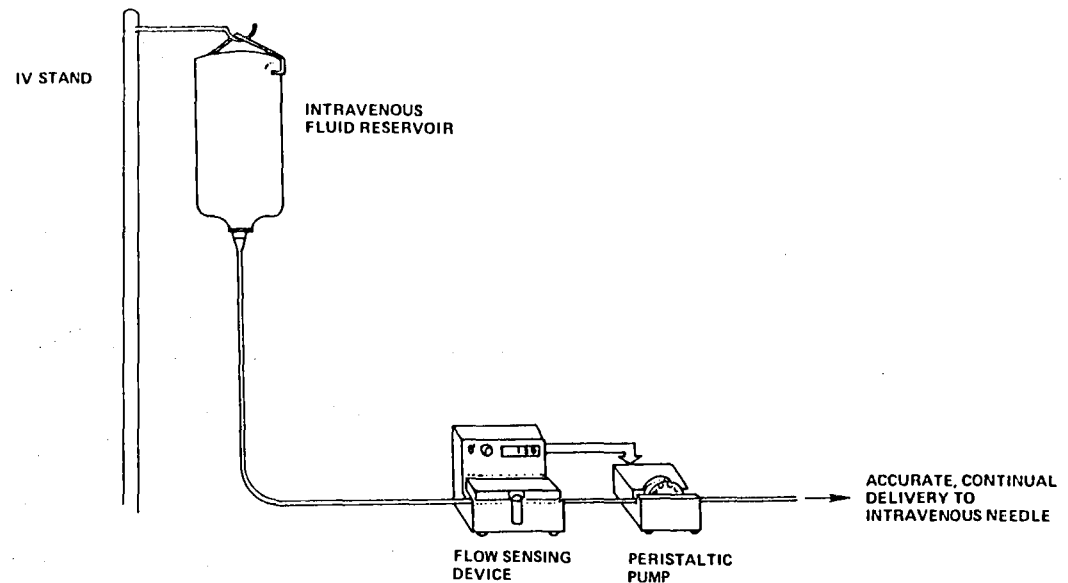 IV STAND
INTRAVENOUS
FLUID RESERVOIR
ACCURATE, CONTINUAL
DELIVERY TO
INTRAVENOUS NEEDLE
FLOW SENSING
DEVICE
PERISTALTIC
PUMP